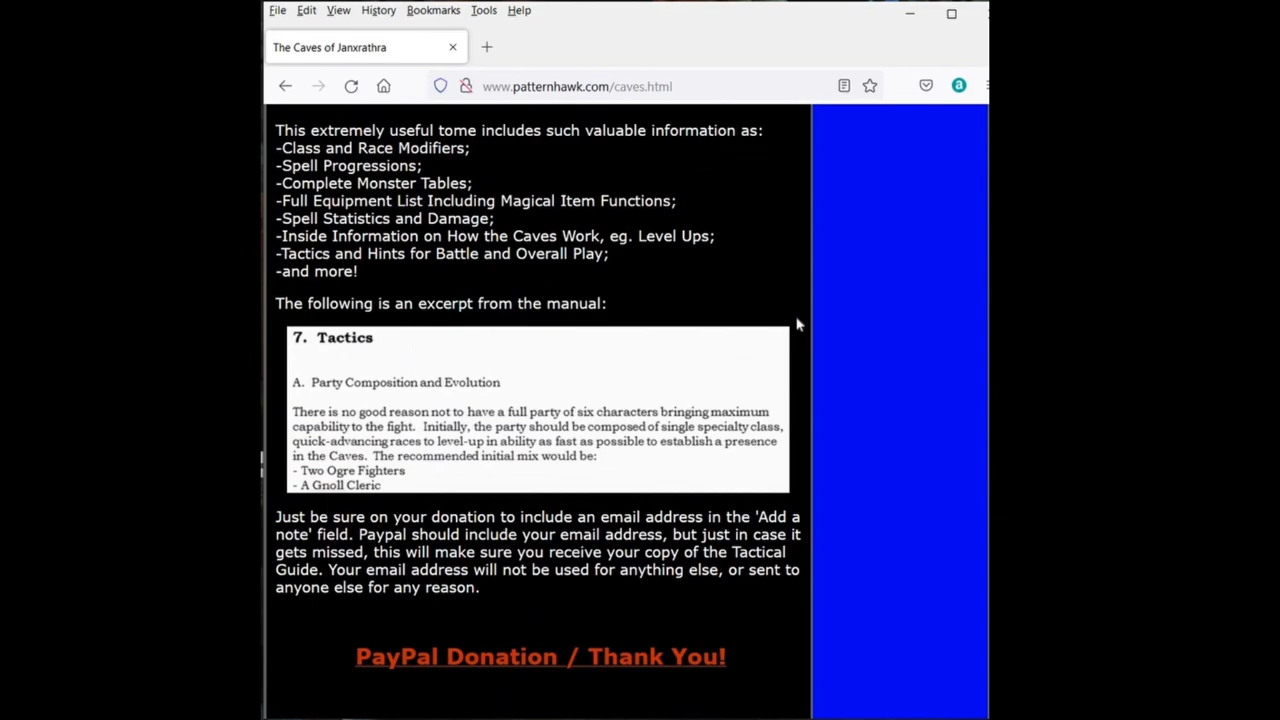 File Edit View History Bookmarks Tools Help
The Caves of Janxrathra
www.patternhawk.com/caves.html
a
This extremely useful tome includes such valuable information as:
-Class and Race Modifiers;
-Spell Progressions;
-Complete Monster Tables;
-Full Equipment List Including Magical Item Functions;
-Spell Statistics and Damage;
-Inside Information on How the Caves Work, eg. Level Ups;
-Tactics and Hints for Battle and Overall Play;
-and more!
The following is an excerpt from the manual:
7. Tactics
A. Party Composition and Evolution
There is no good reason not to have a full party of six characters bringing maximum
capability to the fight. Initially, the party should be composed of single specialty class,
quick-advancing races to level-up in ability as fast as possible to establish a presence
in the Caves. The recommended initial mix would be:
- Two Ogre Fighters
- A Gnoll Cleric
Just be sure on your donation to include an email address in the 'Add a
note' field. Paypal should include your email address, but just in case it
gets missed, this will make sure you receive your copy of the Tactical
Guide. Your email address will not be used for anything else, or sent to
anyone else for any reason.
PayPal Donation / Thank You!